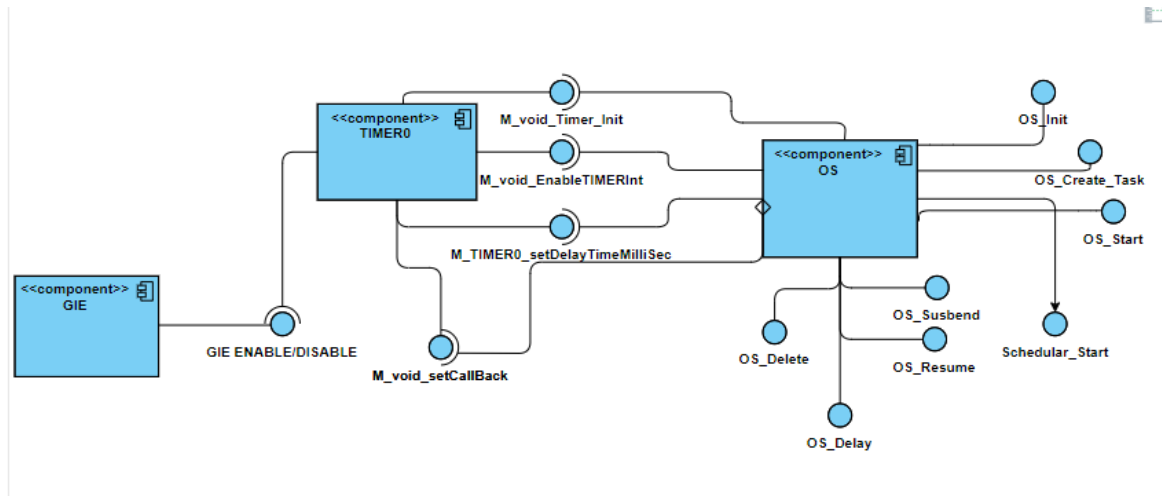 <<component>>
TIMER0
M_void_Timer_Init
OS_Init
<<component>>
OS
M_void_EnableTIMERInt
OS_Create_Task
OS_Start
M_TIMER0_setDelayTimeMilliSec
<<component>>
GIE
OS_Susbend
GIE ENABLE/DISABLE
OS_Delete
Schedular_Start
OS_Resume
M_void_setCallBack
OS_Delay